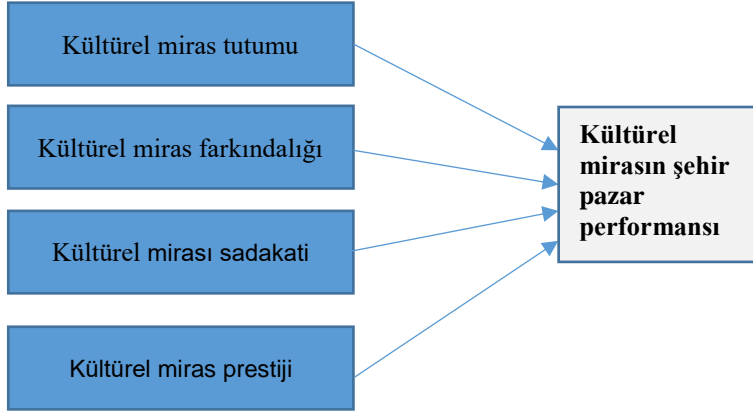 Kültürel miras tutumu
Kültürel miras farkındalığı
Kültürel mirası sadakati
Kültürel miras prestiji
Kültürel
mirasın şehir
pazar
performansı